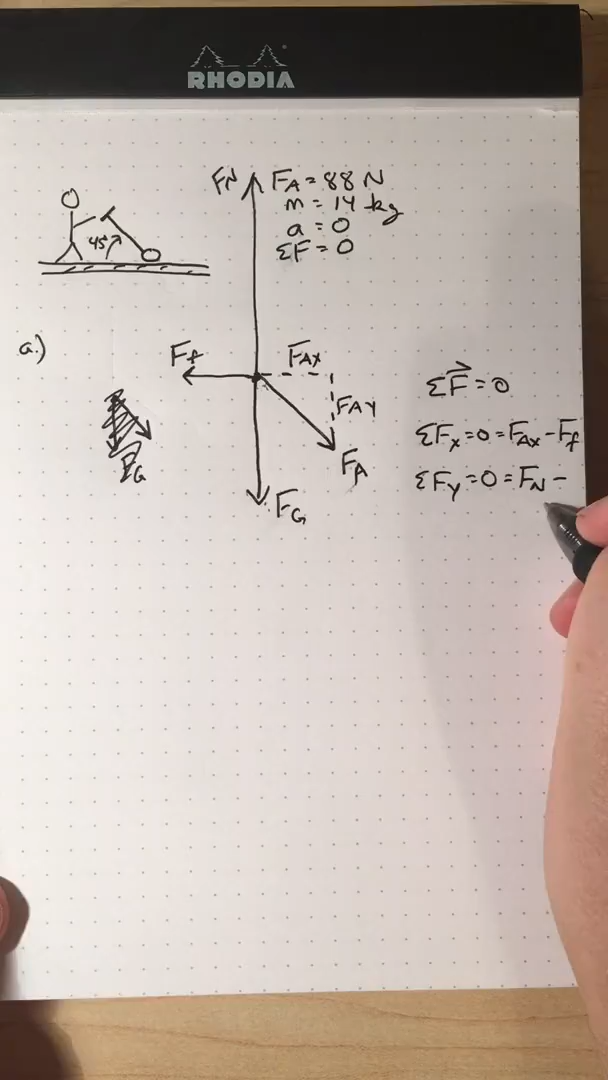 RHODIA
FN
FA = 88 N
m = 14 kg
a = 0
ΣF = 0
45°
a.)
Ff
FAX
FAY
FA
FG
FG
ΣF⃗ = 0
ΣFx = 0 = FAX - Ff
ΣFy = 0 = FN -